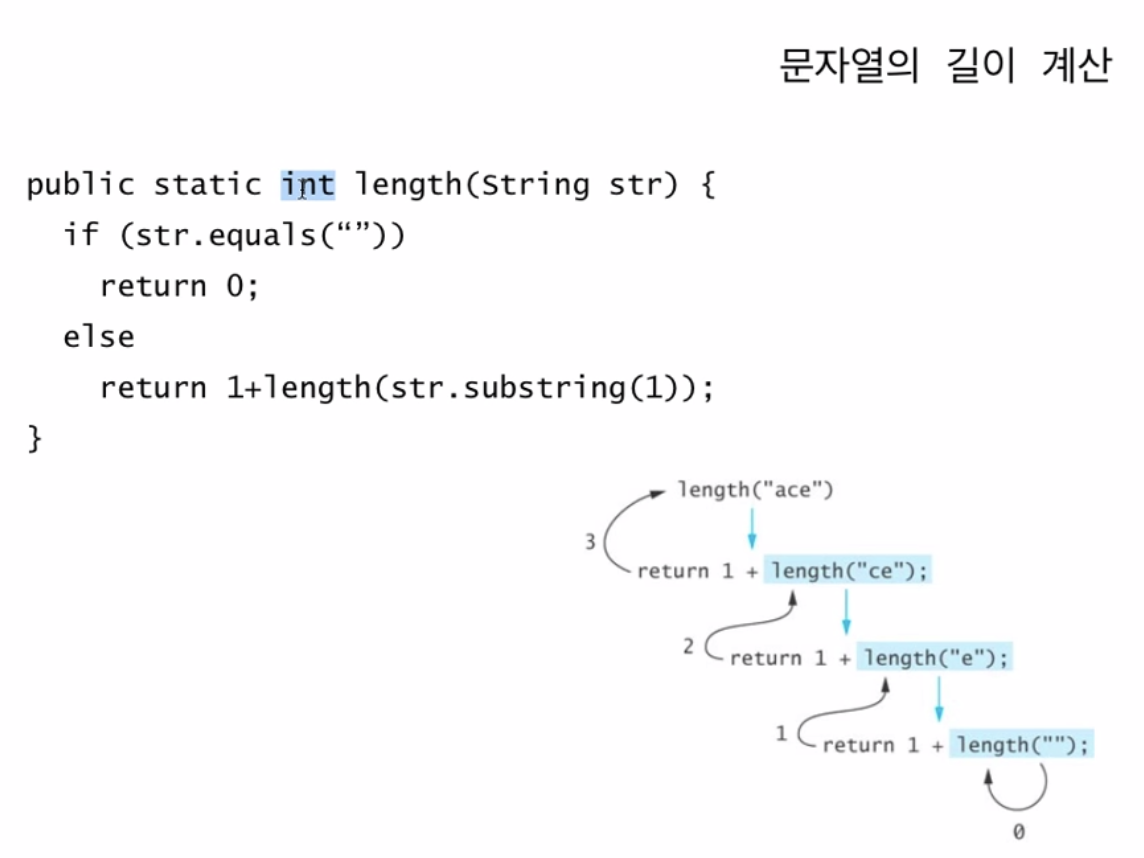 문자열의 길이 계산
public static int length(String str) {
if (str.equals(“”))
return 0;
else
return 1+length(str.substring(1));
}
length("ace")
3
return 1 + length("ce");
2
return 1 + length("e");
1
return 1 + length("");
0